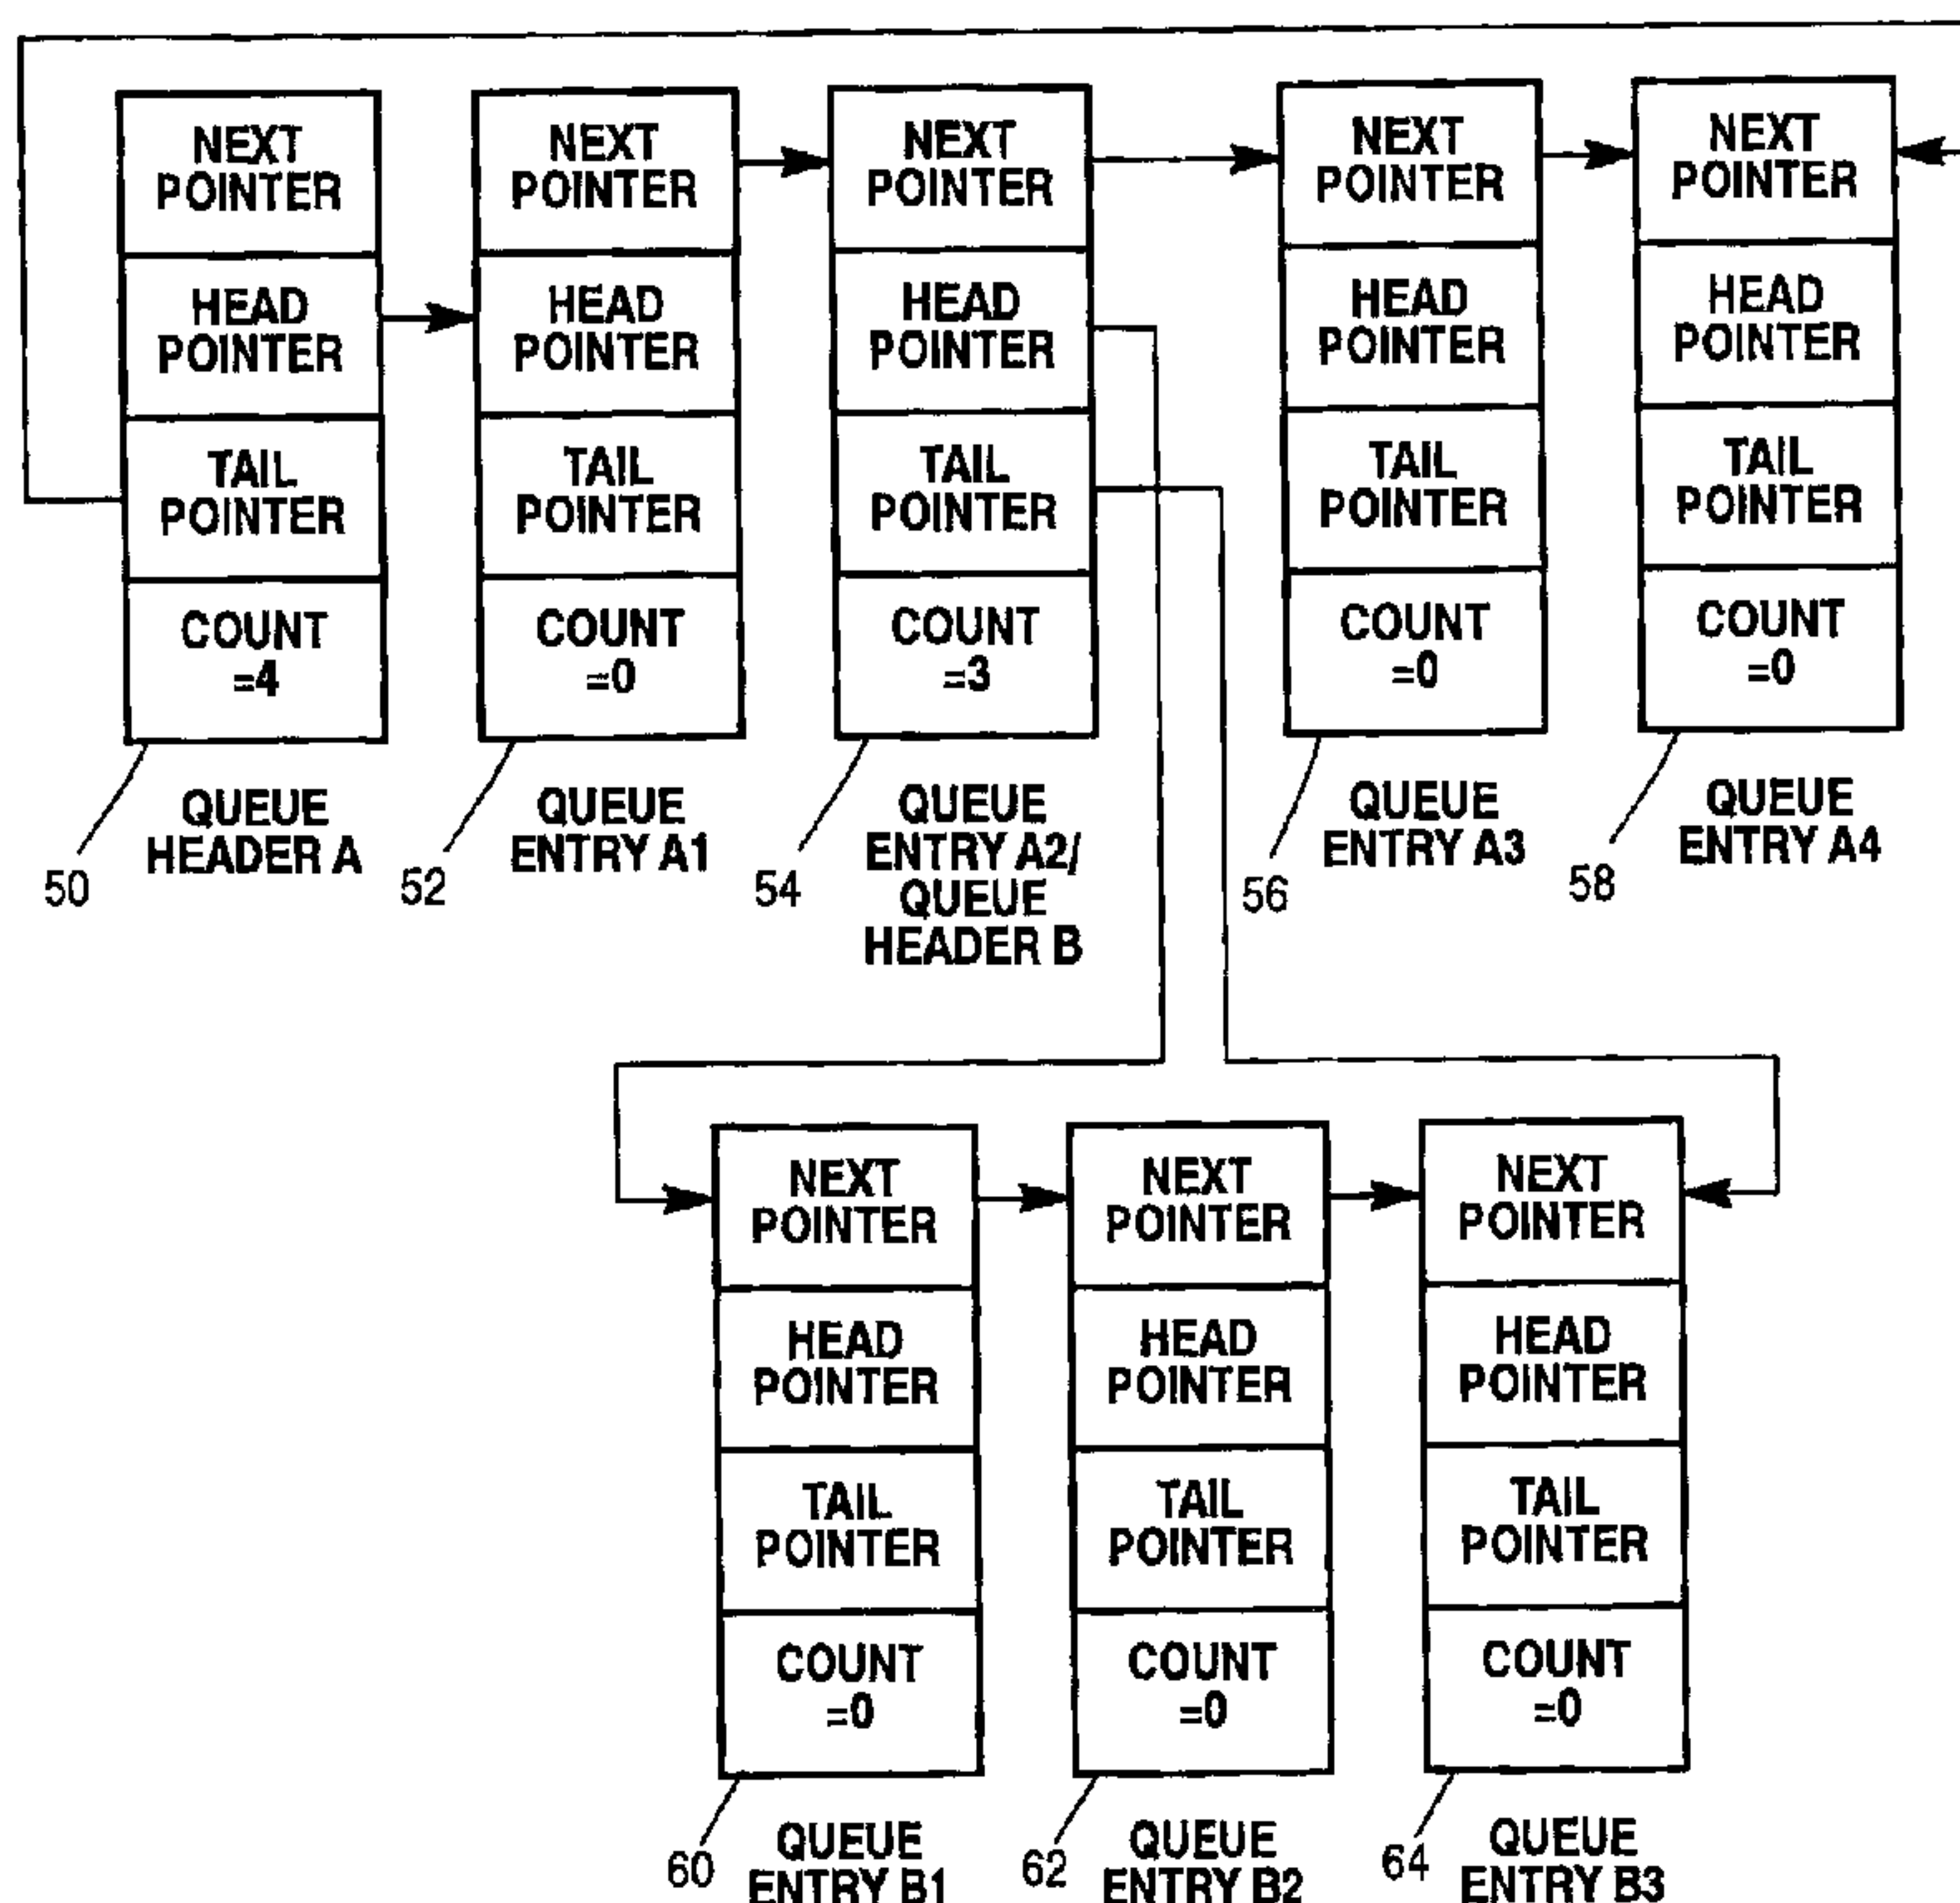 NEXT
POINTER
HEAD
POINTER
TAIL
POINTER
COUNT
=4
50
QUEUE
HEADER A
NEXT
POINTER
HEAD
POINTER
TAIL
POINTER
COUNT
=0
52
QUEUE
ENTRY A1
NEXT
POINTER
HEAD
POINTER
TAIL
POINTER
COUNT
=3
54
QUEUE
ENTRY A2/
QUEUE
HEADER B
NEXT
POINTER
HEAD
POINTER
TAIL
POINTER
COUNT
=0
56
QUEUE
ENTRY A3
NEXT
POINTER
HEAD
POINTER
TAIL
POINTER
COUNT
=0
58
QUEUE
ENTRY A4
NEXT
POINTER
HEAD
POINTER
TAIL
POINTER
COUNT
=0
60
QUEUE
ENTRY B1
NEXT
POINTER
HEAD
POINTER
TAIL
POINTER
COUNT
=0
62
QUEUE
ENTRY B2
NEXT
POINTER
HEAD
POINTER
TAIL
POINTER
COUNT
=0
64
QUEUE
ENTRY B3